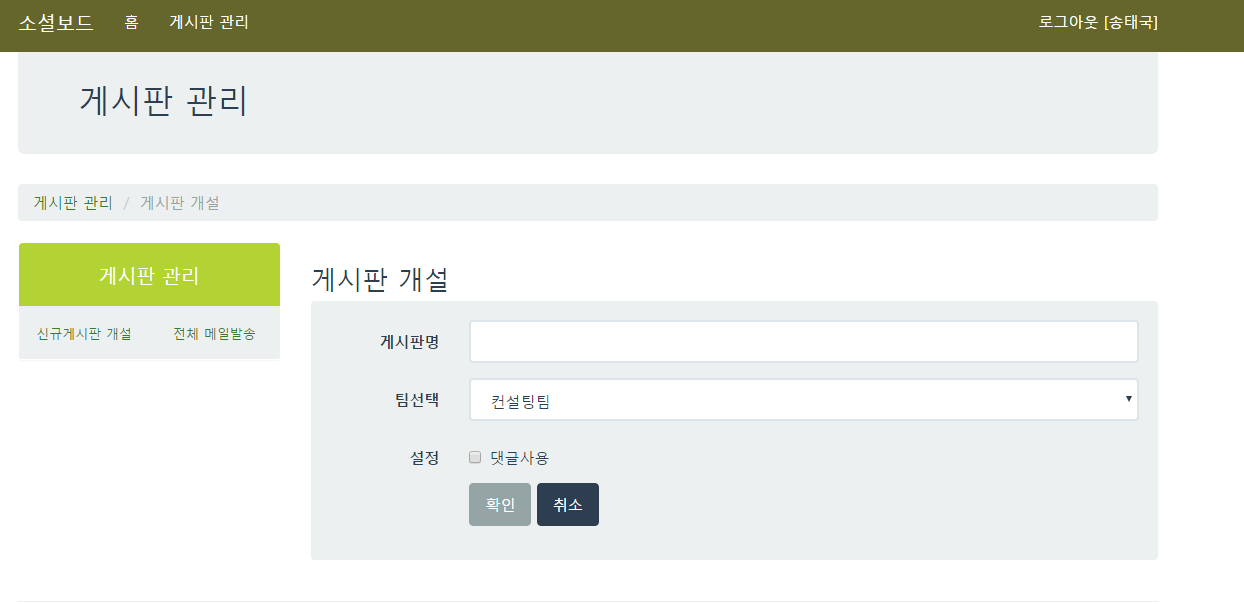 소셜보드 홈 게시판 관리 로그아웃 [송태국]
게시판 관리
게시판 관리 / 게시판 개설
게시판 관리
신규게시판 개설 전체 메일발송
게시판 개설
게시판명
팀선택 컨설팅팀
설정 댓글사용
확인 취소